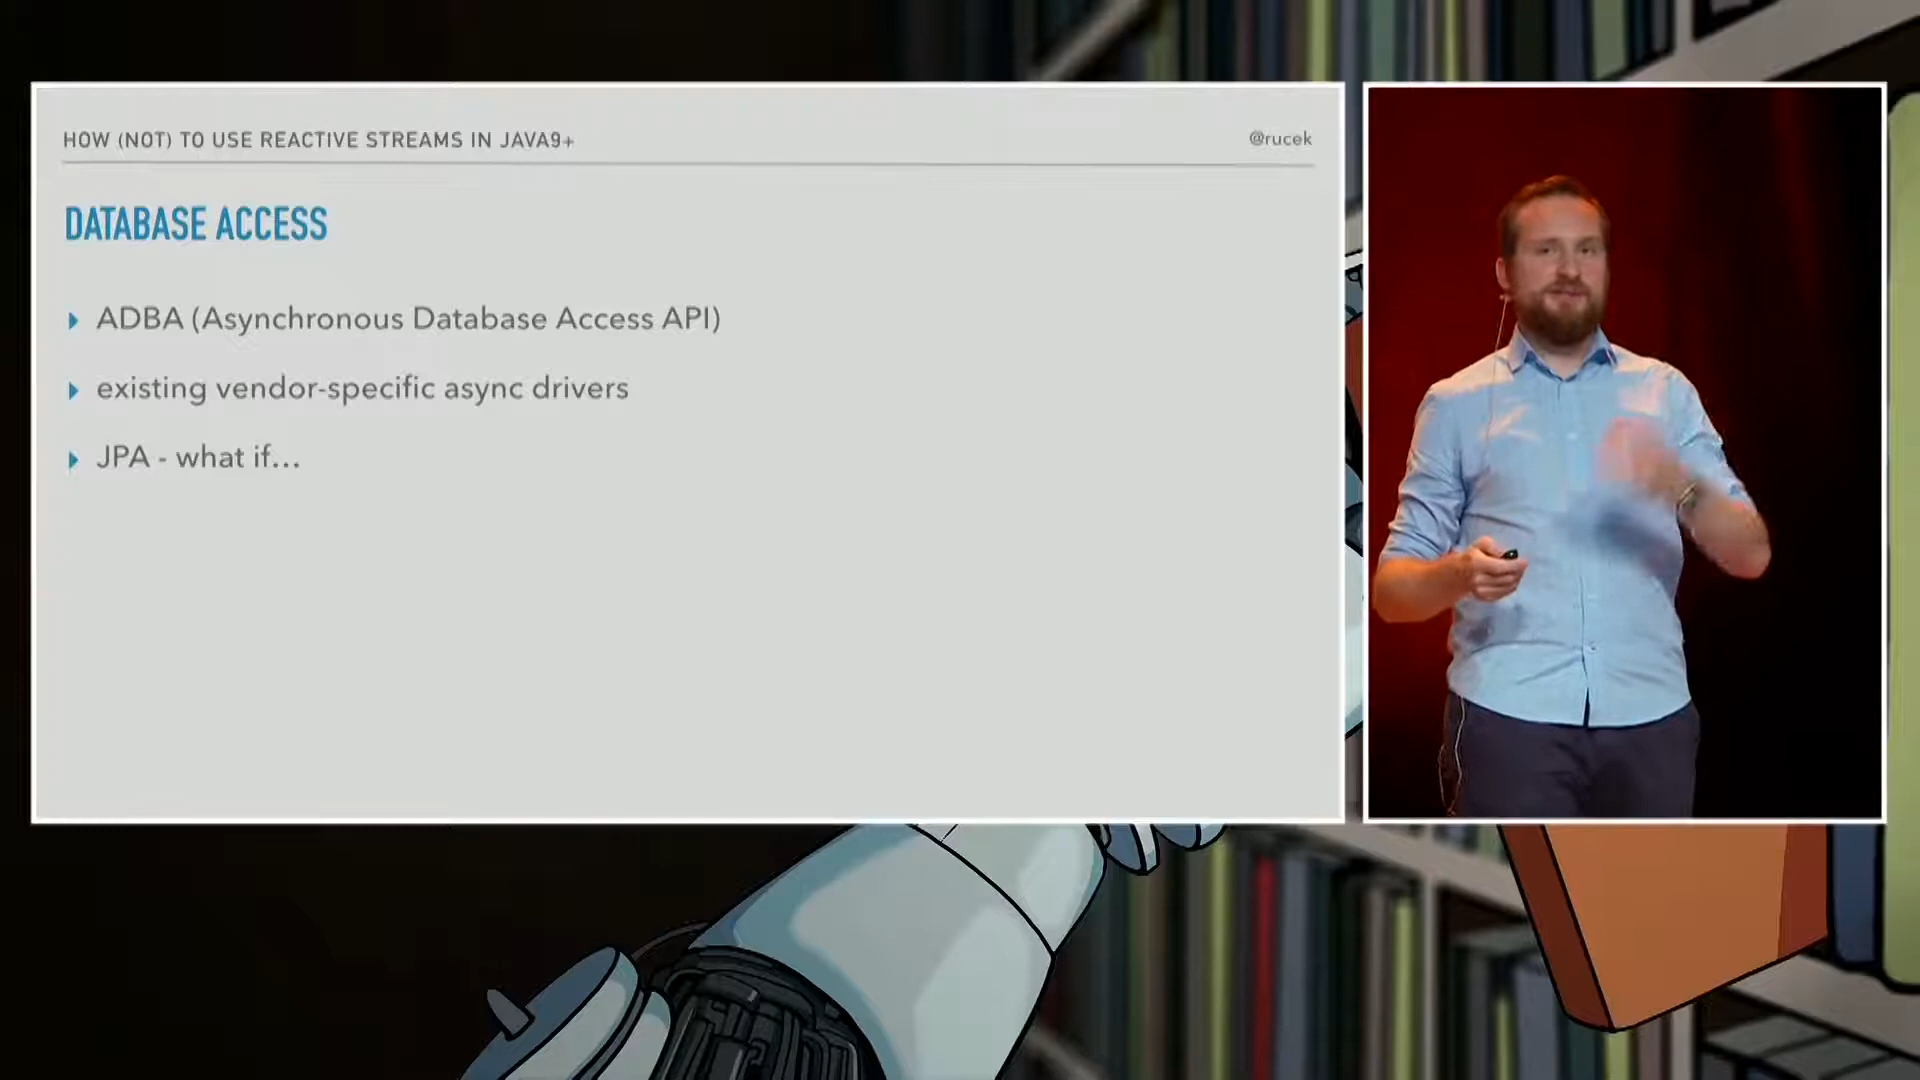 HOW (NOT) TO USE REACTIVE STREAMS IN JAVA9+
@rucek
DATABASE ACCESS
ADBA (Asynchronous Database Access API)
existing vendor-specific async drivers
JPA - what if...